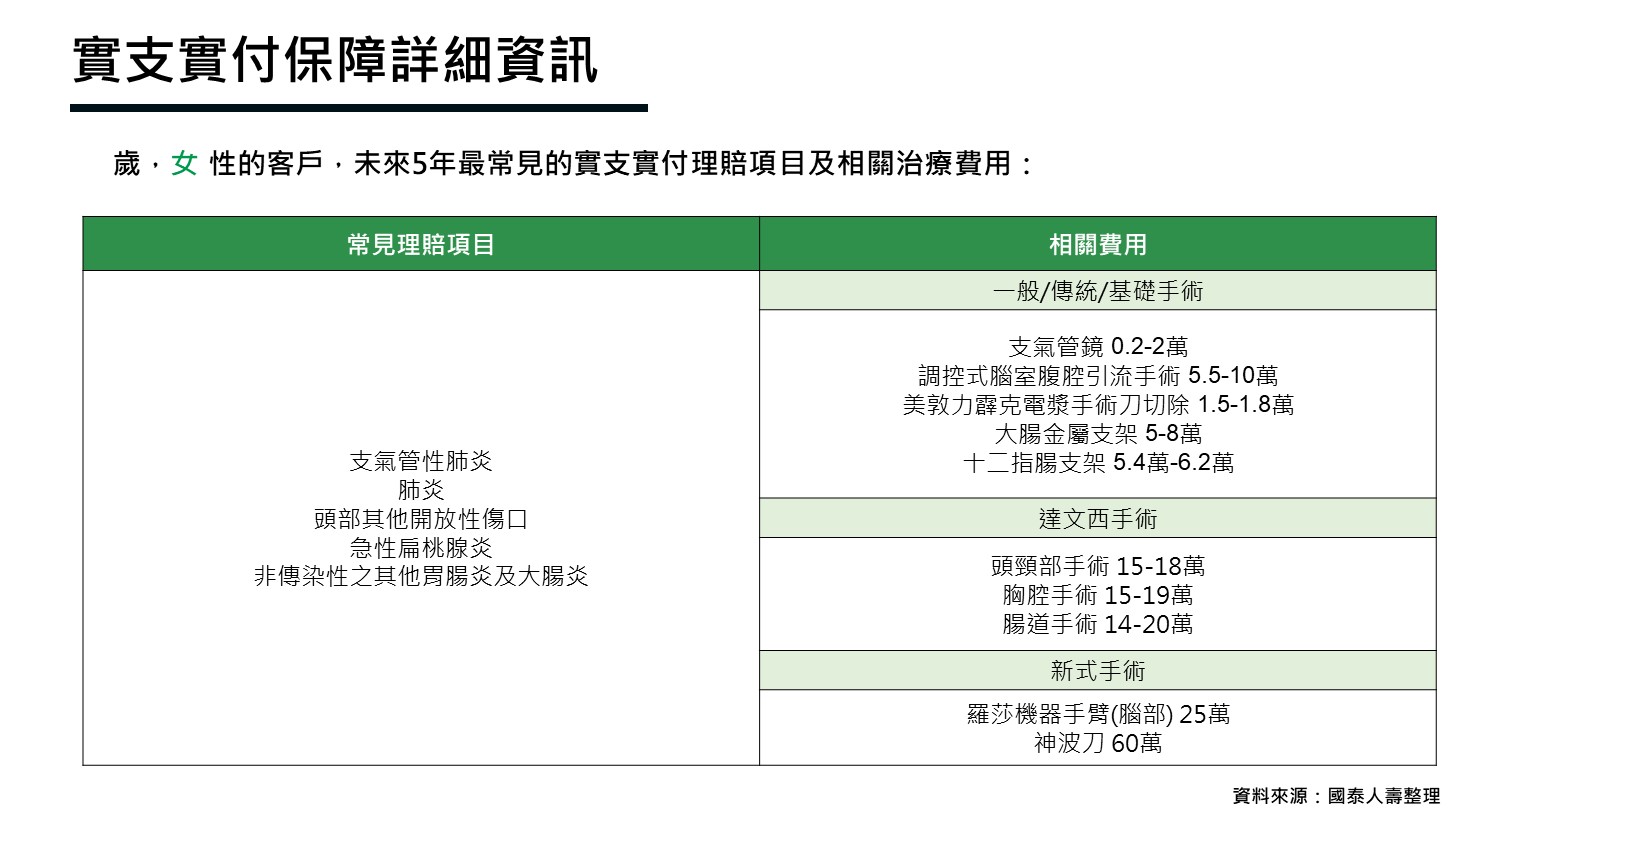 實支實付保障詳細資訊
歲，女 性的客戶，未來5年最常見的實支實付理賠項目及相關治療費用：
常見理賠項目
相關費用
支氣管性肺炎
肺炎
頭部其他開放性傷口
急性扁桃腺炎
非傳染性之其他胃腸炎及大腸炎
一般/傳統/基礎手術
支氣管鏡 0.2-2萬
調控式腦室腹腔引流手術 5.5-10萬
美敦力霹克電漿手術刀切除 1.5-1.8萬
大腸金屬支架 5-8萬
十二指腸支架 5.4萬-6.2萬
達文西手術
頭頸部手術 15-18萬
胸腔手術 15-19萬
腸道手術 14-20萬
新式手術
羅莎機器手臂(腦部) 25萬
神波刀 60萬
資料來源：國泰人壽整理